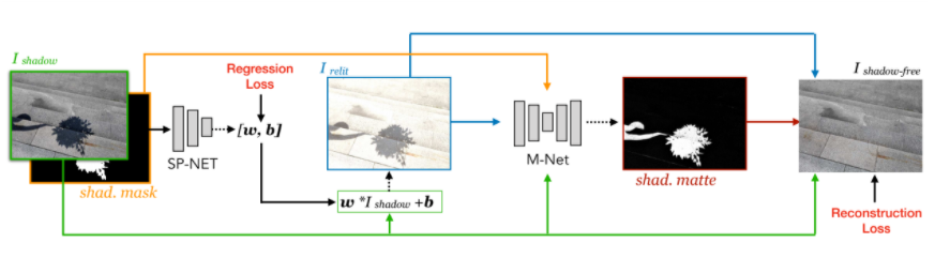 I shadow
shad. mask
SP-NET
Regression
Loss
[w, b]
I relit
w *I shadow +b
M-Net
shad. matte
I shadow-free
Reconstruction
Loss